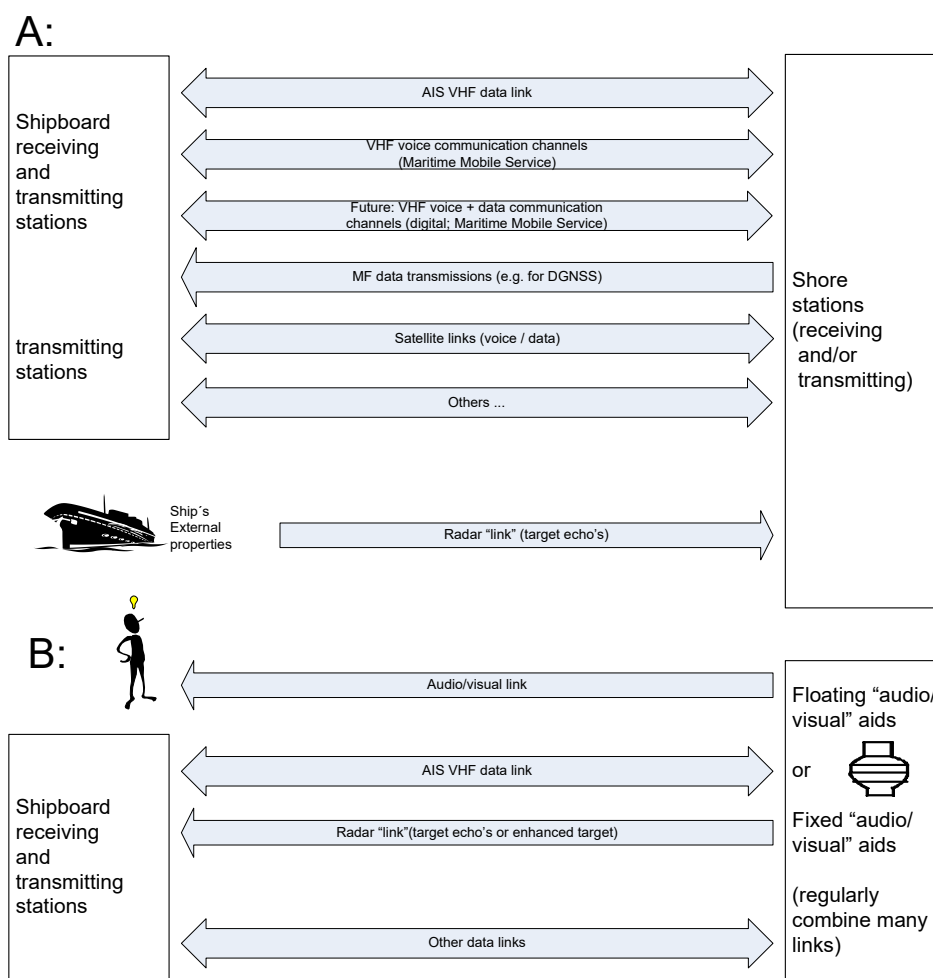 A:
Shipboard
receiving
and
transmitting
stations
transmitting
stations
AIS VHF data link
VHF voice communication channels
(Maritime Mobile Service)
Future: VHF voice + data communication
channels (digital; Maritime Mobile Service)
MF data transmissions (e.g. for DGNSS)
Satellite links (voice / data)
Others ...
Shore
stations
(receiving
and/or
transmitting)
Ship´s
External
properties
Radar “link” (target echo’s)
B:
Audio/visual link
Shipboard
receiving
and
transmitting
stations
AIS VHF data link
Radar “link”(target echo’s or enhanced target)
Other data links
Floating “audio/
visual” aids
or
Fixed “audio/
visual” aids
(regularly
combine many
links)